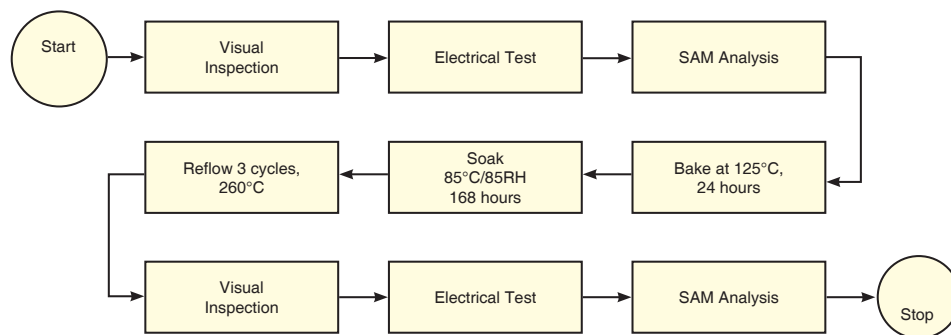 Start
Visual
Inspection
Electrical Test
SAM Analysis
Bake at 125°C,
24 hours
Soak
85°C/85RH
168 hours
Reflow 3 cycles,
260°C
Visual
Inspection
Electrical Test
SAM Analysis
Stop